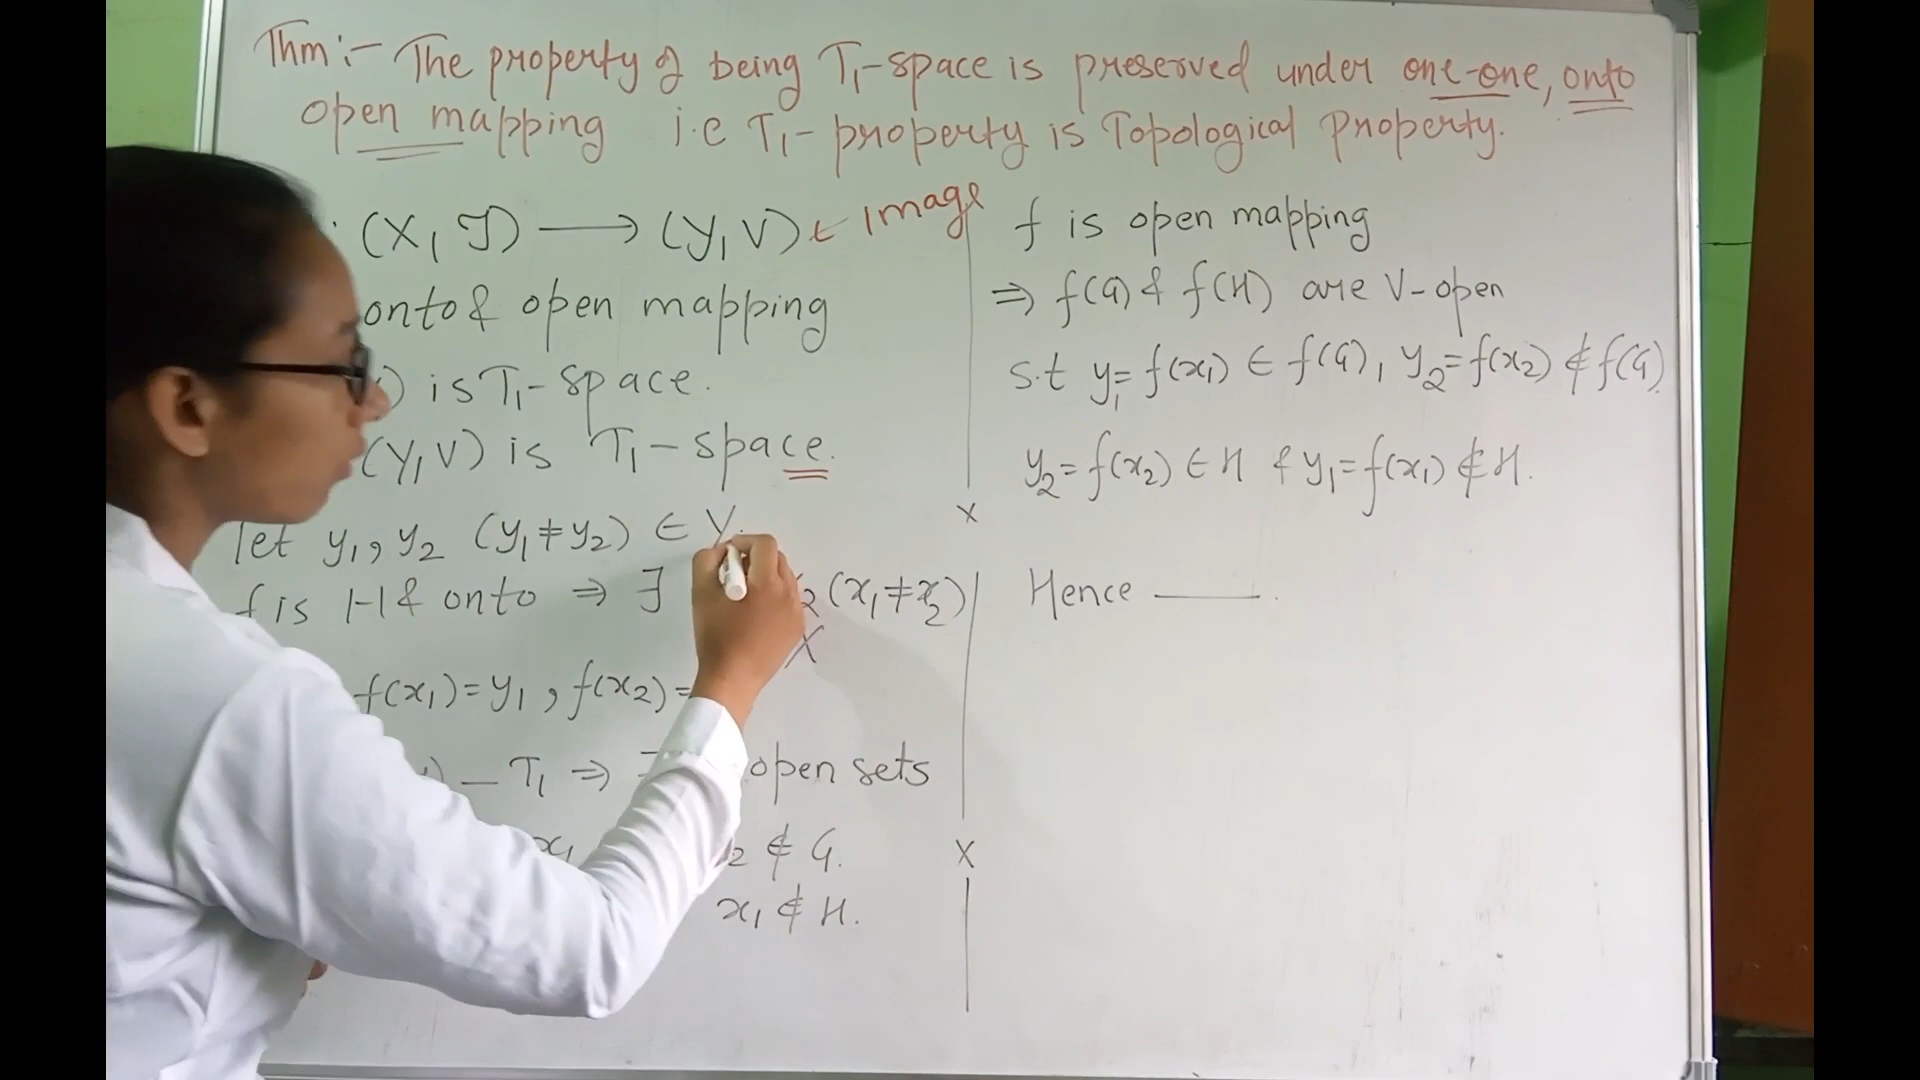 Thm:- The property of being T₁-space is preserved under one-one, onto
open mapping i.e T₁-property is Topological Property.
(X, J) ⟶ (Y, V) ← image
onto & open mapping
) is T₁-space.
(Y, V) is T₁-space.
let y₁, y₂ (y₁ ≠ y₂) ∈ Y.
f is 1-1 & onto ⇒ ∃ ₂ (x₁ ≠ x₂)
X
f(x₁) = y₁, f(x₂) =
) – T₁ ⇒ open sets
x₁ ₂ ∉ G.
x₁ ∉ H.
f is open mapping
⇒ f(G) & f(H) are V-open
s.t y₁ = f(x₁) ∈ f(G), y₂ = f(x₂) ∉ f(G)
y₂ = f(x₂) ∈ H & y₁ = f(x₁) ∉ H.
x
Hence ———.
x